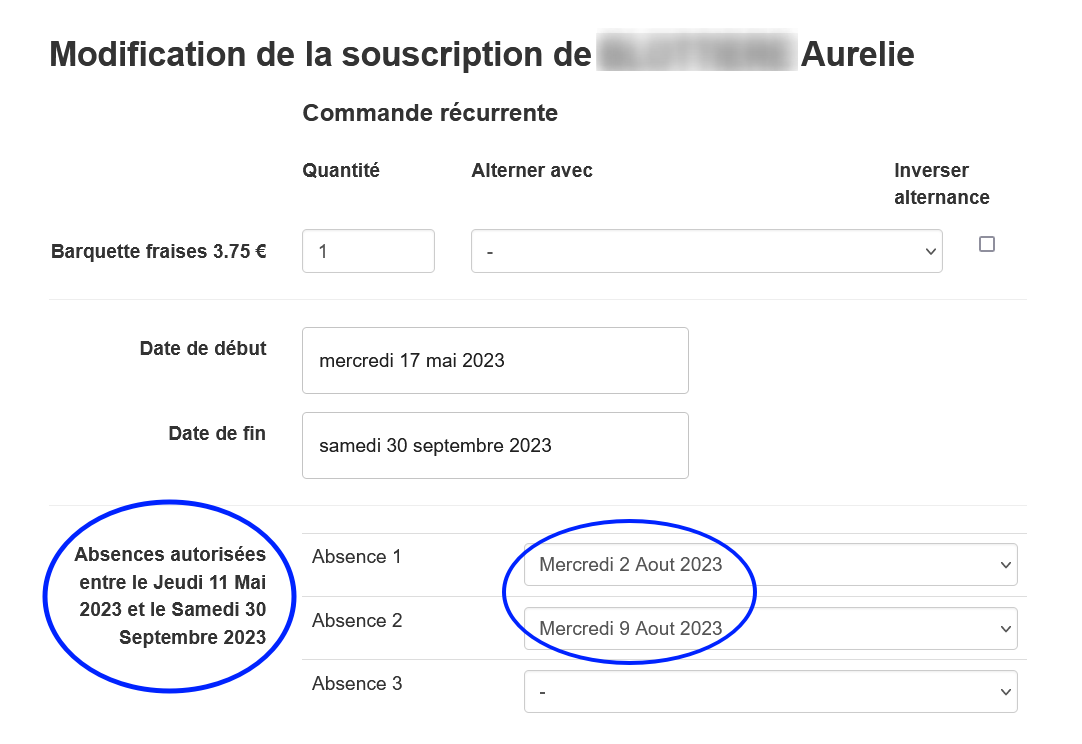 Modification de la souscription de Aurelie
Commande récurrente
Quantité Alterner avec Inverser
alternance
Barquette fraises 3.75 € 1 -
Date de début mercredi 17 mai 2023
Date de fin samedi 30 septembre 2023
Absences autorisées
entre le Jeudi 11 Mai
2023 et le Samedi 30
Septembre 2023
Absence 1 Mercredi 2 Aout 2023
Absence 2 Mercredi 9 Aout 2023
Absence 3 -